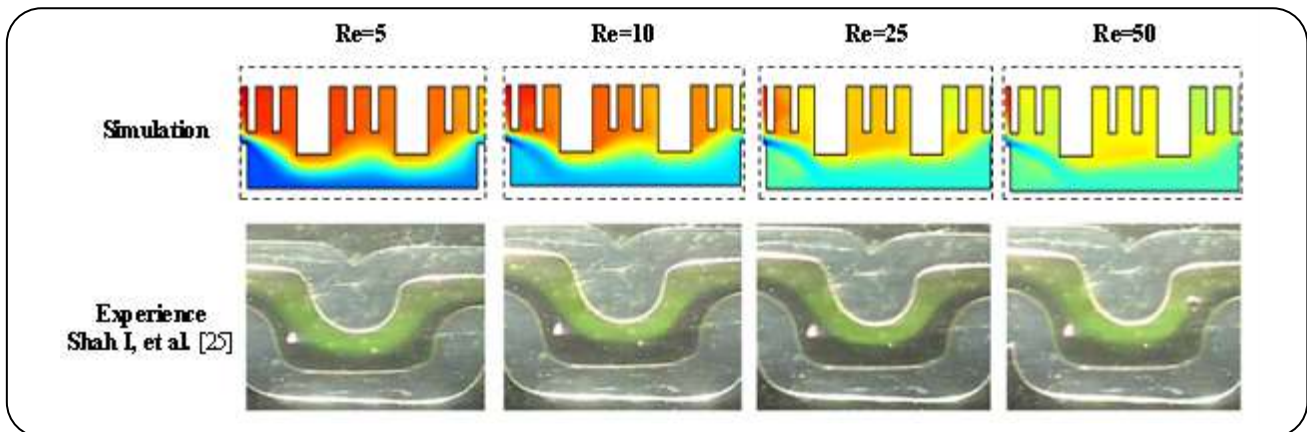 Re=5 Re=10 Re=25 Re=50
Simulation
Experience
Shah I, et al. [25]